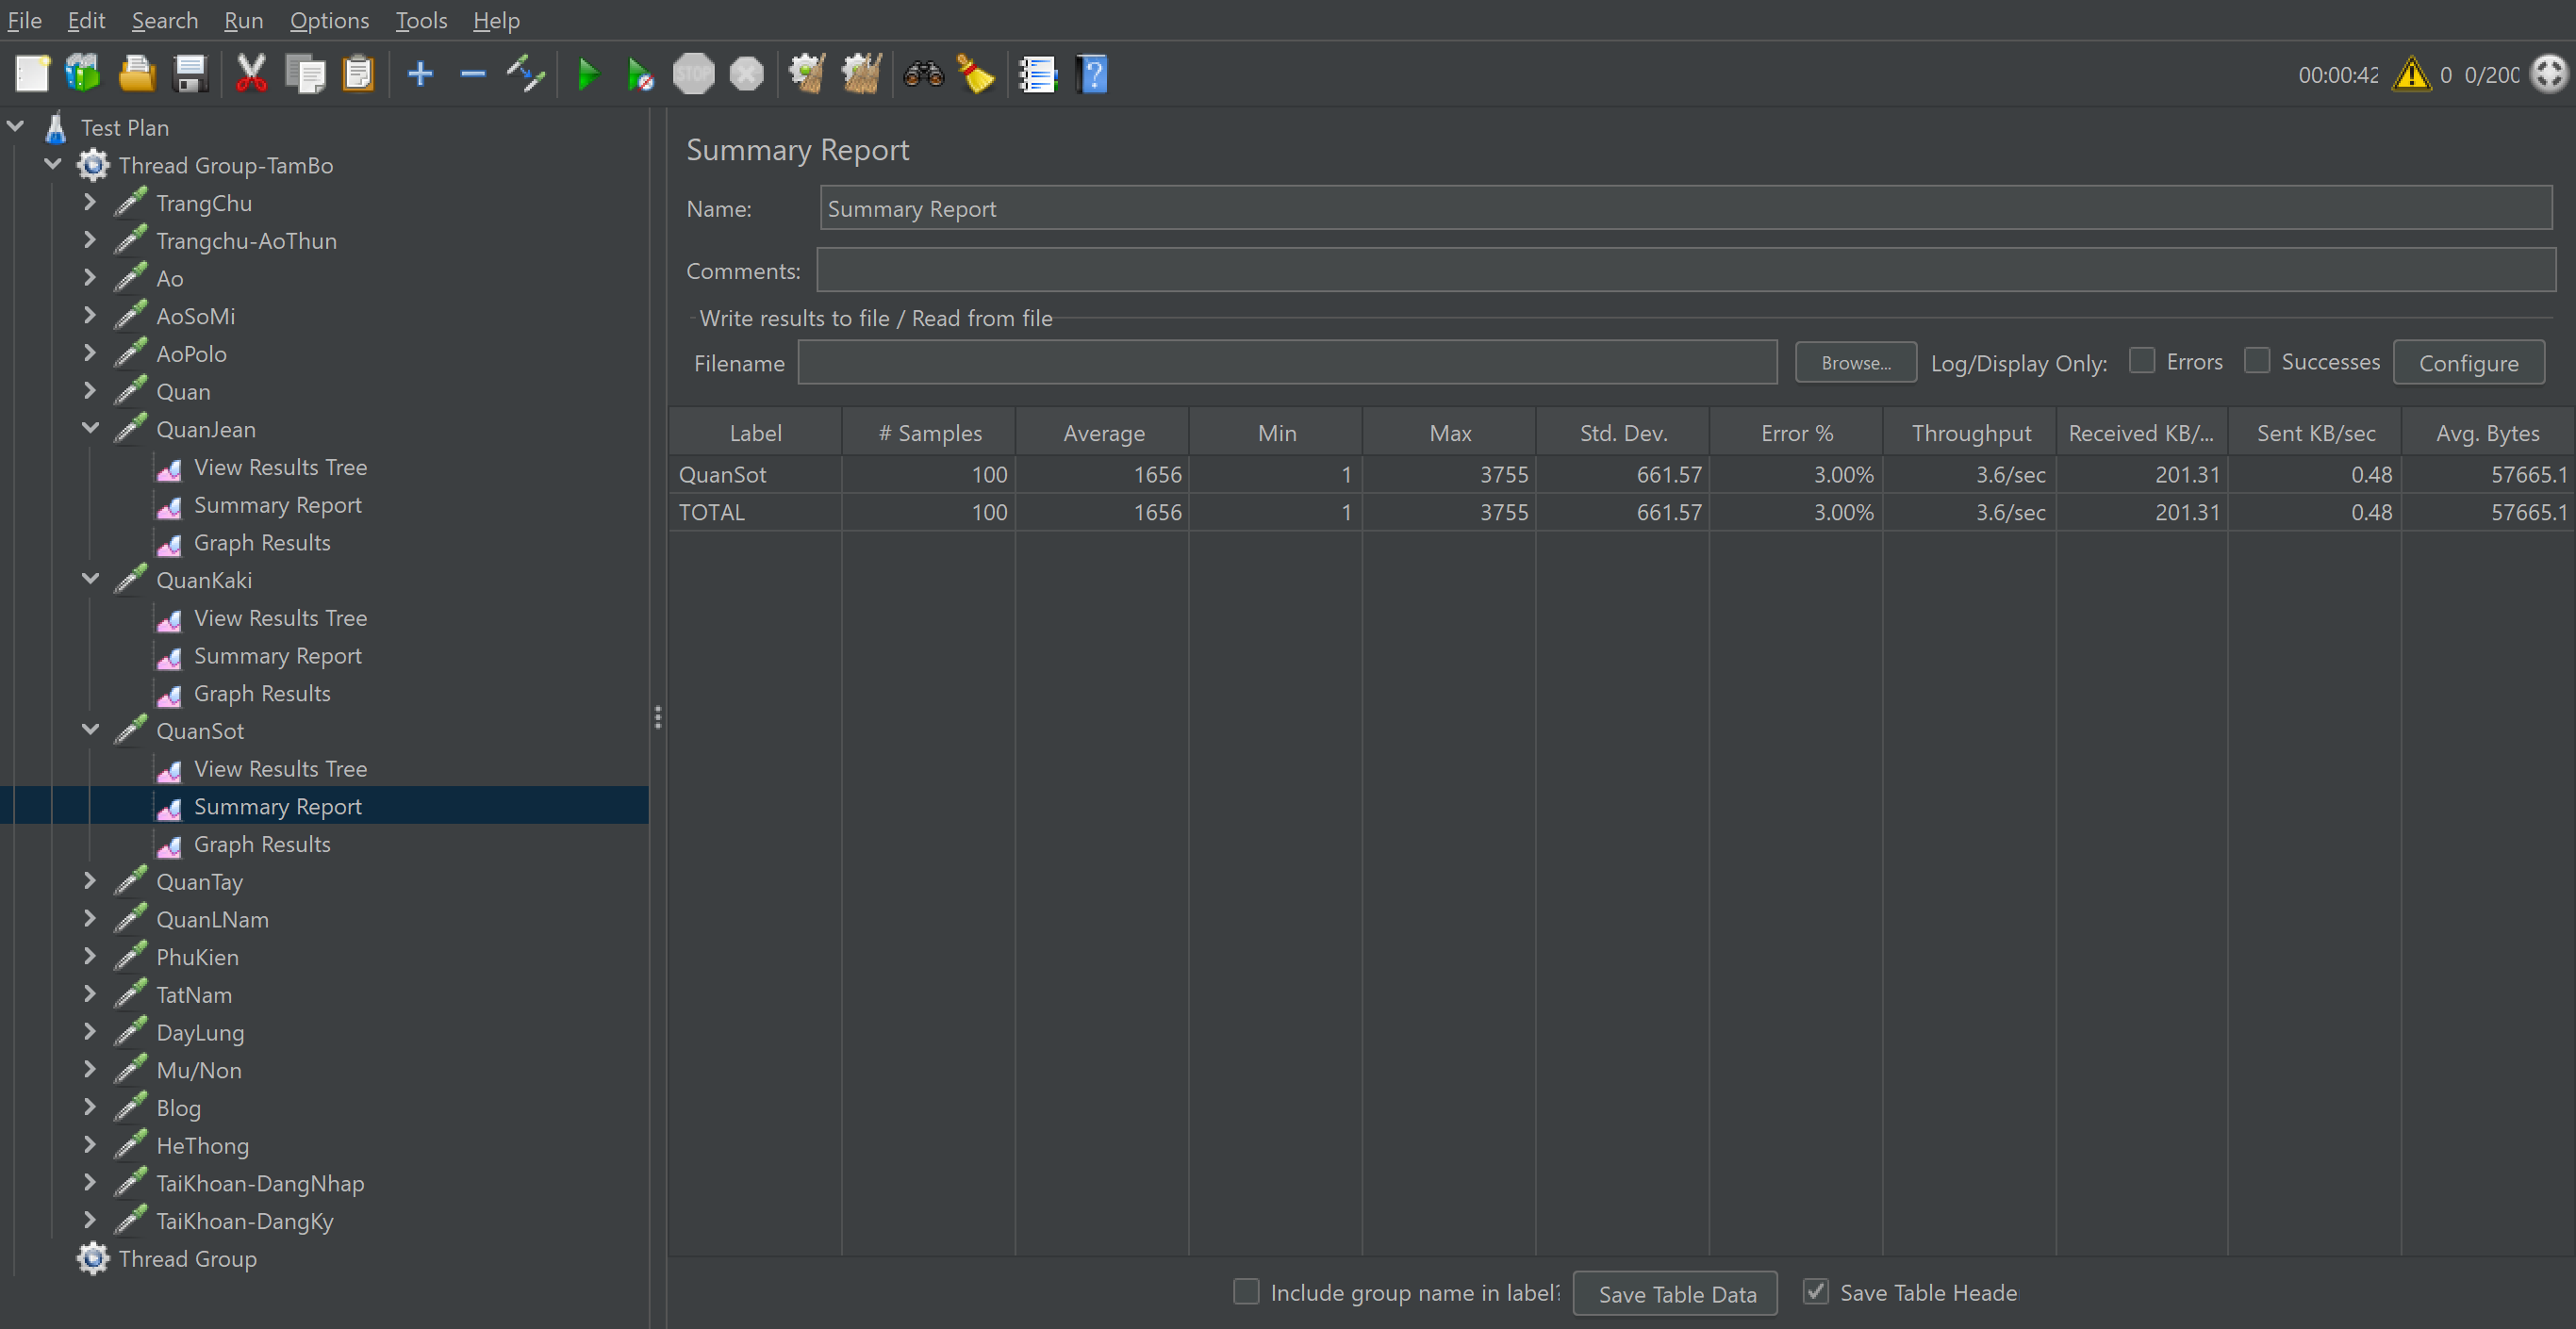 File Edit Search Run Options Tools Help
STOP
00:00:42 0 0/200
Test Plan
Thread Group-TamBo
TrangChu
Trangchu-AoThun
Ao
AoSoMi
AoPolo
Quan
QuanJean
View Results Tree
Summary Report
Graph Results
QuanKaki
View Results Tree
Summary Report
Graph Results
QuanSot
View Results Tree
Summary Report
Graph Results
QuanTay
QuanLNam
PhuKien
TatNam
DayLung
Mu/Non
Blog
HeThong
TaiKhoan-DangNhap
TaiKhoan-DangKy
Thread Group
Summary Report
Name: Summary Report
Comments:
Write results to file / Read from file
Filename Browse... Log/Display Only: Errors Successes Configure
Label # Samples Average Min Max Std. Dev. Error % Throughput Received KB/... Sent KB/sec Avg. Bytes
QuanSot 100 1656 1 3755 661.57 3.00% 3.6/sec 201.31 0.48 57665.1
TOTAL 100 1656 1 3755 661.57 3.00% 3.6/sec 201.31 0.48 57665.1
Include group name in label? Save Table Data Save Table Heade